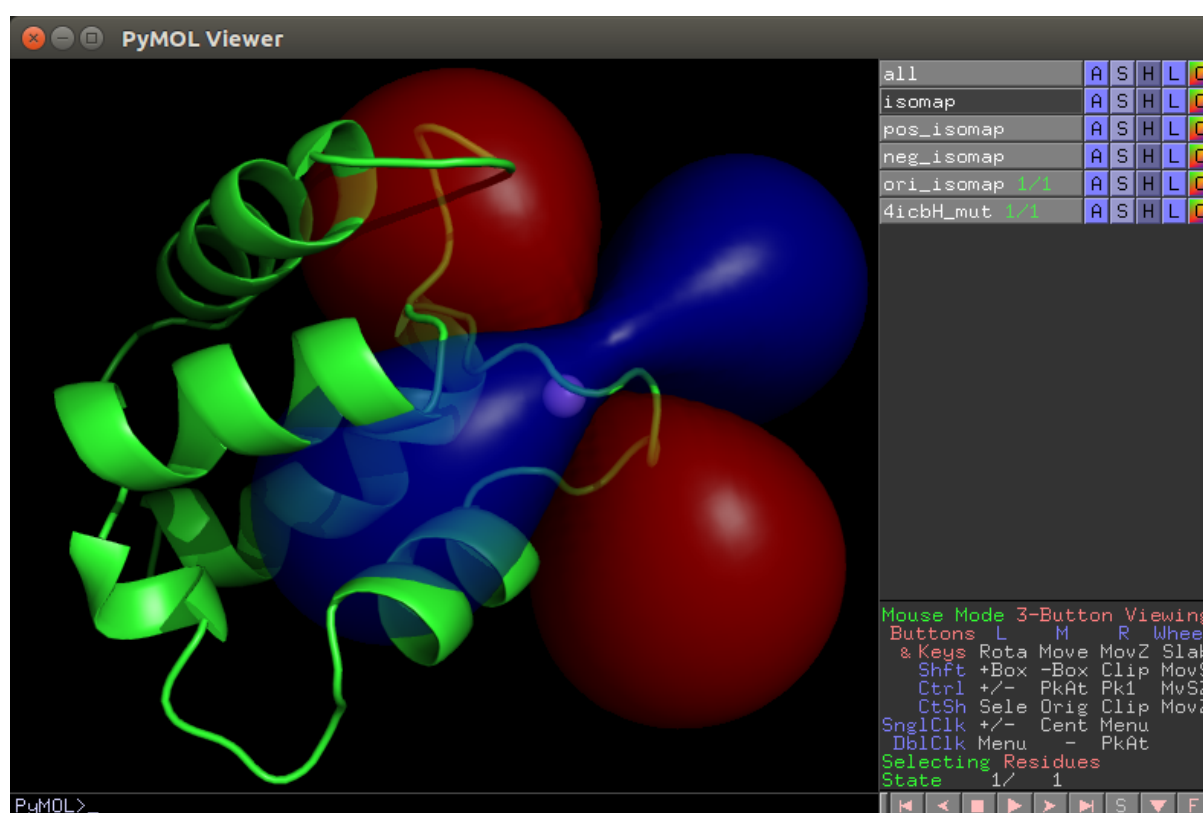 PyMOL Viewer
all A S H L
isomap A S H L
pos_isomap A S H L
neg_isomap A S H L
ori_isomap 1/1 A S H L
4icbH_mut 1/1 A S H L
Mouse Mode 3-Button Viewing
Buttons L M R Whee
& Keys Rota Move MovZ Slab
Shft +Box -Box Clip MovS
Ctrl +/- PkAt Pk1 MvSZ
CtSh Sele Orig Clip MovZ
SnglClk +/- Cent Menu
DblClk Menu - PkAt
Selecting Residues
State 1/ 1
PyMOL>_
S F